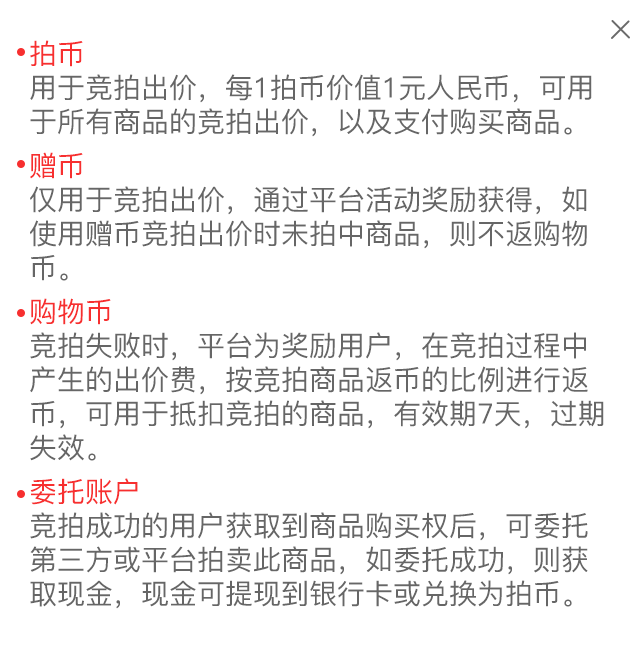 拍币
用于竞拍出价，每1拍币价值1元人民币，可用
于所有商品的竞拍出价，以及支付购买商品。
赠币
仅用于竞拍出价，通过平台活动奖励获得，如
使用赠币竞拍出价时未拍中商品，则不返购物
币。
购物币
竞拍失败时，平台为奖励用户，在竞拍过程中
产生的出价费，按竞拍商品返币的比例进行返
币，可用于抵扣竞拍的商品，有效期7天，过期
失效。
委托账户
竞拍成功的用户获取到商品购买权后，可委托
第三方或平台拍卖此商品，如委托成功，则获
取现金，现金可提现到银行卡或兑换为拍币。